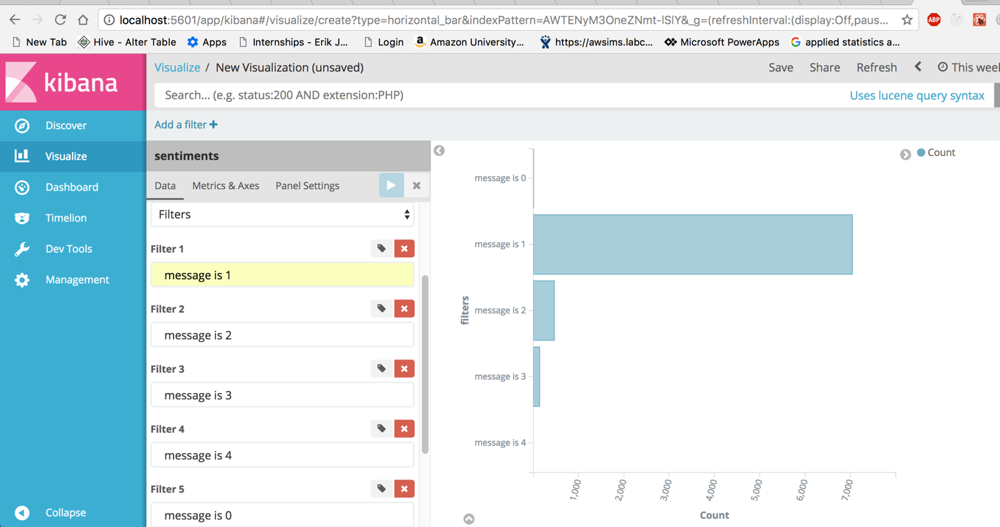 localhost:5601/app/kibana#/visualize/create?type=horizontal_bar&indexPattern=AWTENyM3OneZNmt-lSlY&_g=(refreshInterval:(display:Off,paus...
ABP
New Tab Hive - Alter Table Apps Internships - Erik J... Login Amazon University... https://awsims.labc... Microsoft PowerApps applied statistics a...
kibana
Visualize / New Visualization (unsaved) Save Share Refresh This week
Search... (e.g. status:200 AND extension:PHP) Uses lucene query syntax
Add a filter +
Discover
Visualize
Dashboard
Timelion
Dev Tools
Management
Collapse
sentiments
Data Metrics & Axes Panel Settings
Filters
Filter 1
message is 1
Filter 2
message is 2
Filter 3
message is 3
Filter 4
message is 4
Filter 5
message is 0
Count
message is 0
message is 1
message is 2
message is 3
message is 4
filters
1,000 2,000 3,000 4,000 5,000 6,000 7,000
Count